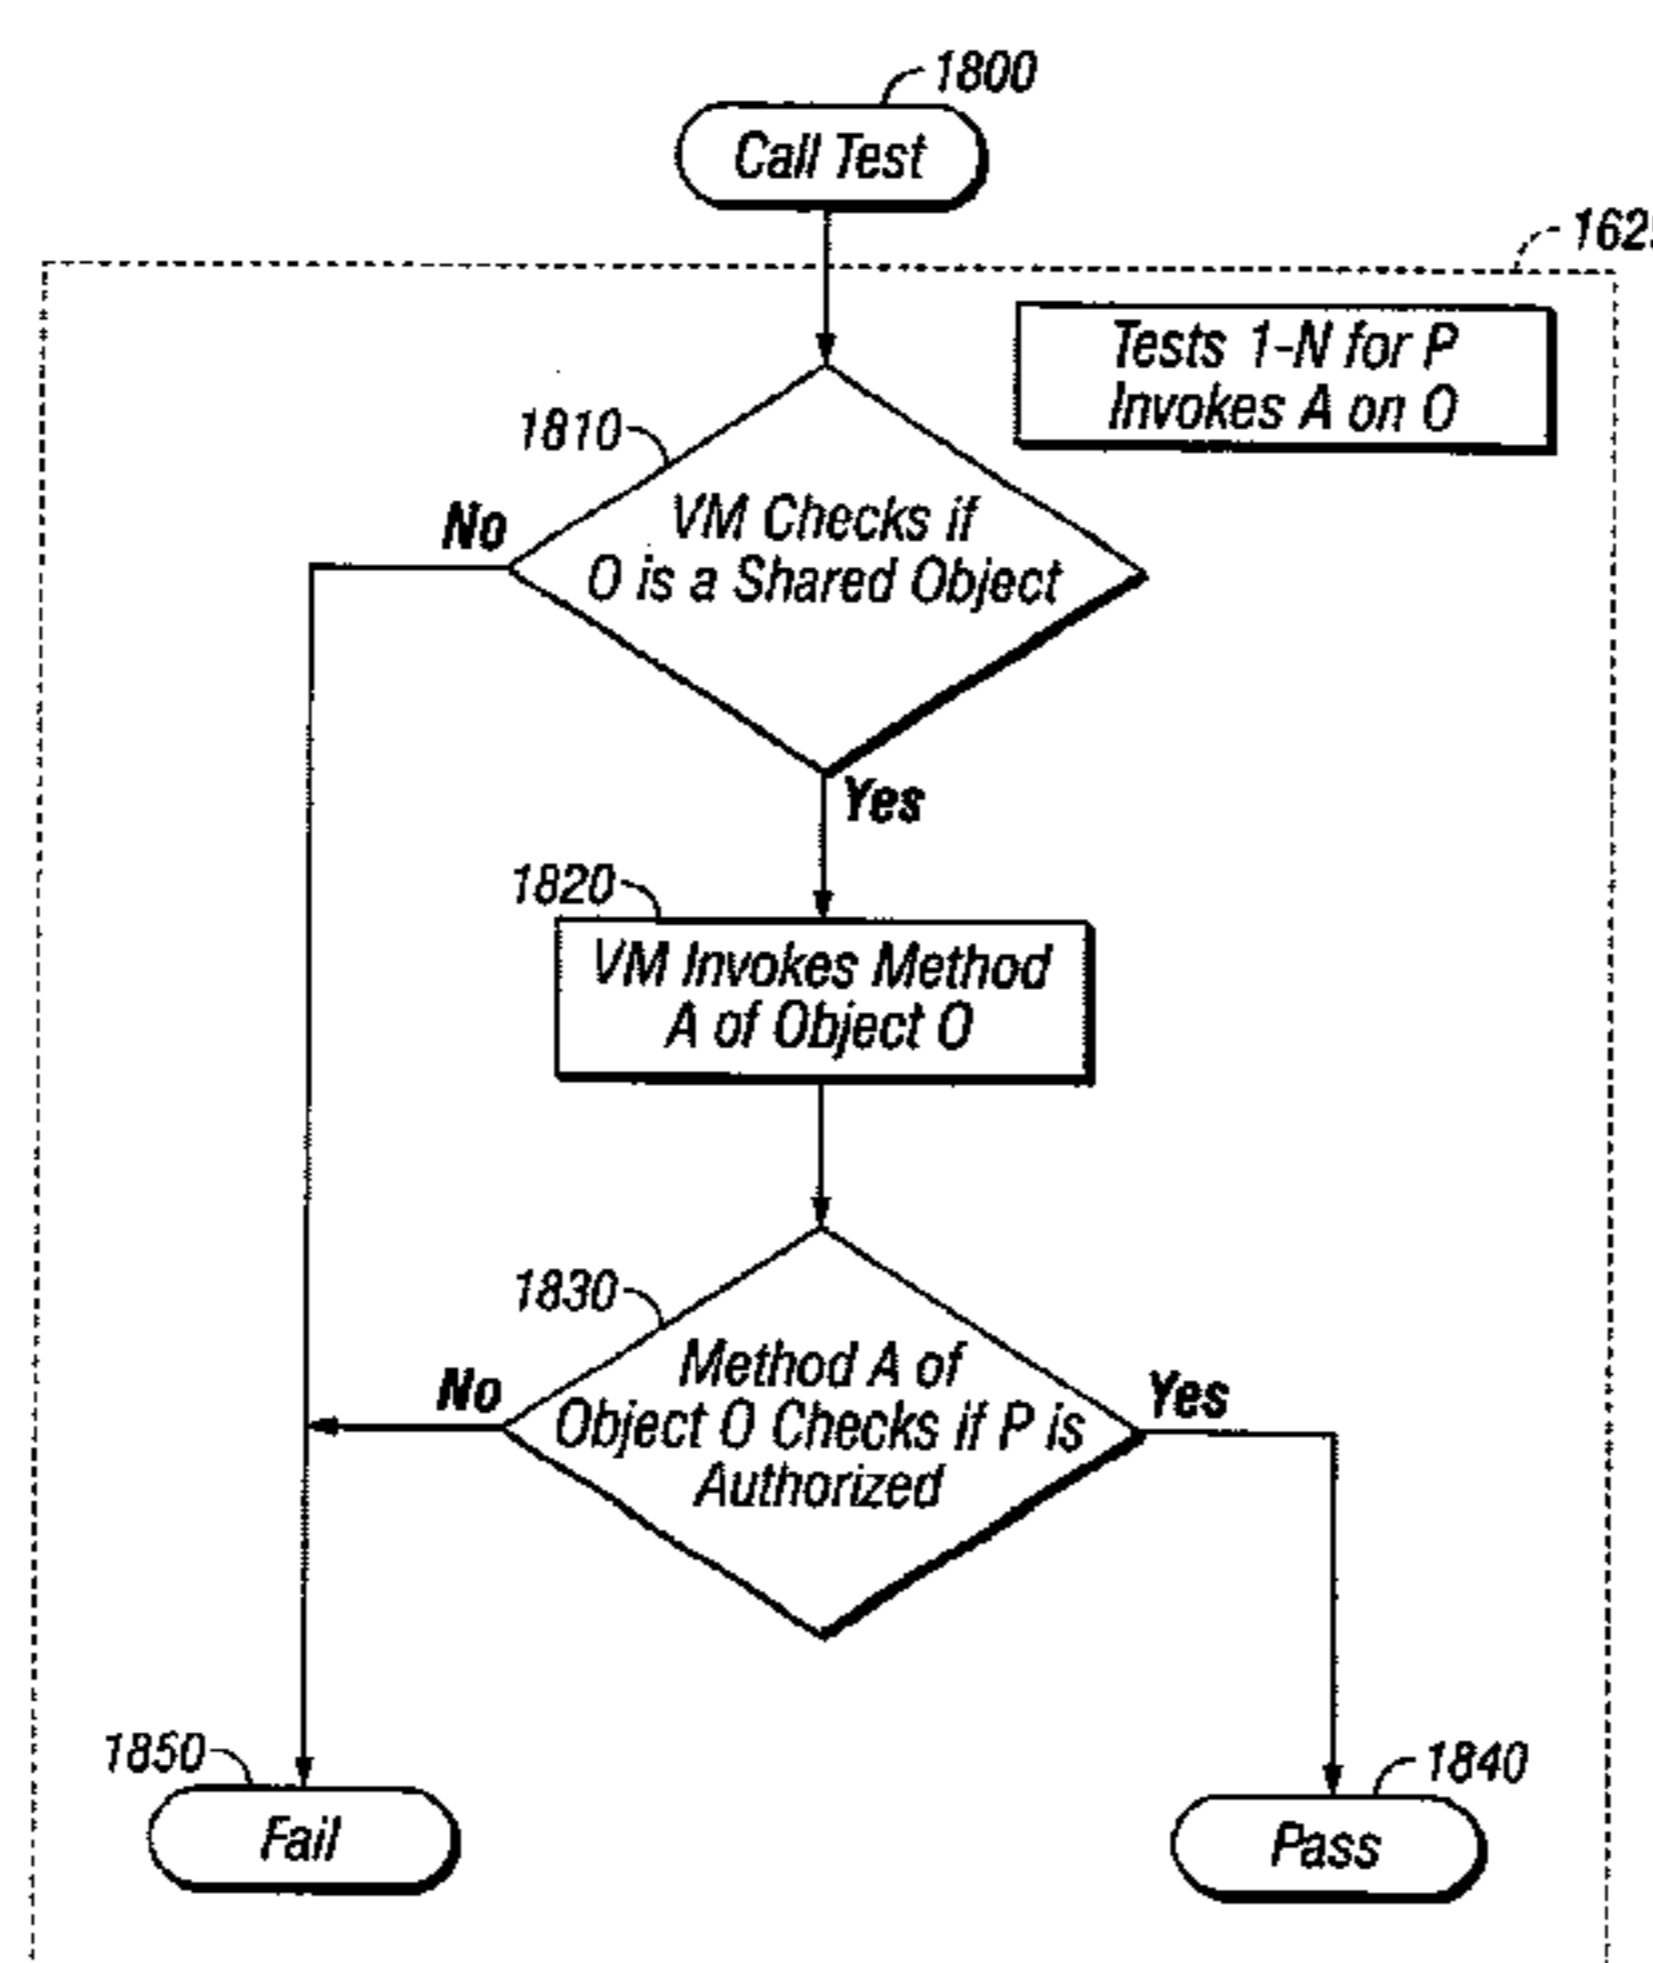 1800
Call Test
Tests 1-N for P
Invokes A on O
1810
No
VM Checks if
O is a Shared Object
Yes
1820
VM Invokes Method
A of Object O
1830
No
Method A of
Object O Checks if P is
Authorized
Yes
1850
Fail
1840
Pass